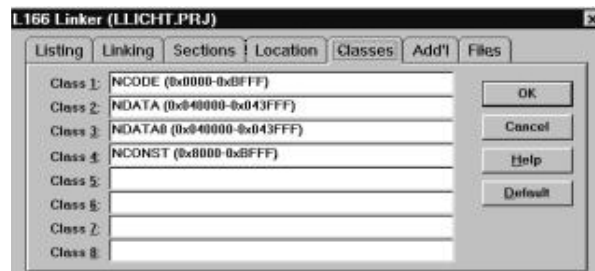 L166 Linker (LLICHT.PRJ)
Listing Linking Sections Location Classes Add'l Files
Class 1: NCODE (0x0000-0xBFFF)
Class 2: NDATA (0x040000-0x043FFF)
Class 3: NDATA0 (0x040000-0x043FFF)
Class 4: NCONST (0x8000-0xBFFF)
Class 5:
Class 6:
Class 7:
Class 8:
OK
Cancel
Help
Default